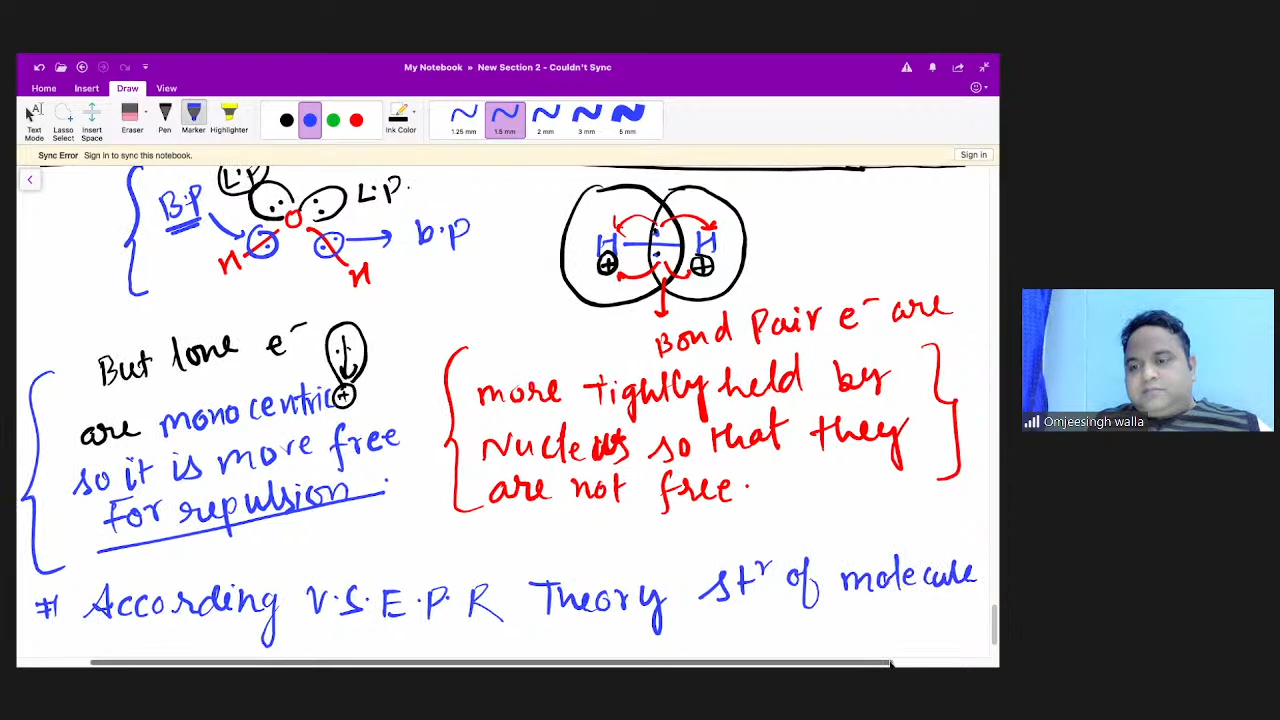 My Notebook » New Section 2 - Couldn't Sync
Home Insert Draw View
Text Mode
Lasso Select
Insert Space
Eraser
Pen
Marker
Highlighter
Ink Color
1.25 mm
1.5 mm
2 mm
3 mm
5 mm
Sync Error Sign in to sync this notebook.
Sign in
L.P
L.P.
B.P
O
b.p
H
H
H H
+ +
But lone e-
+
are monocentric
so it is more free
For repulsion.
Bond Pair e- are
more tightly held by
Nucleus so that they
are not free.
# According V.S.E.P.R Theory str of molecule
Omjeesingh walla